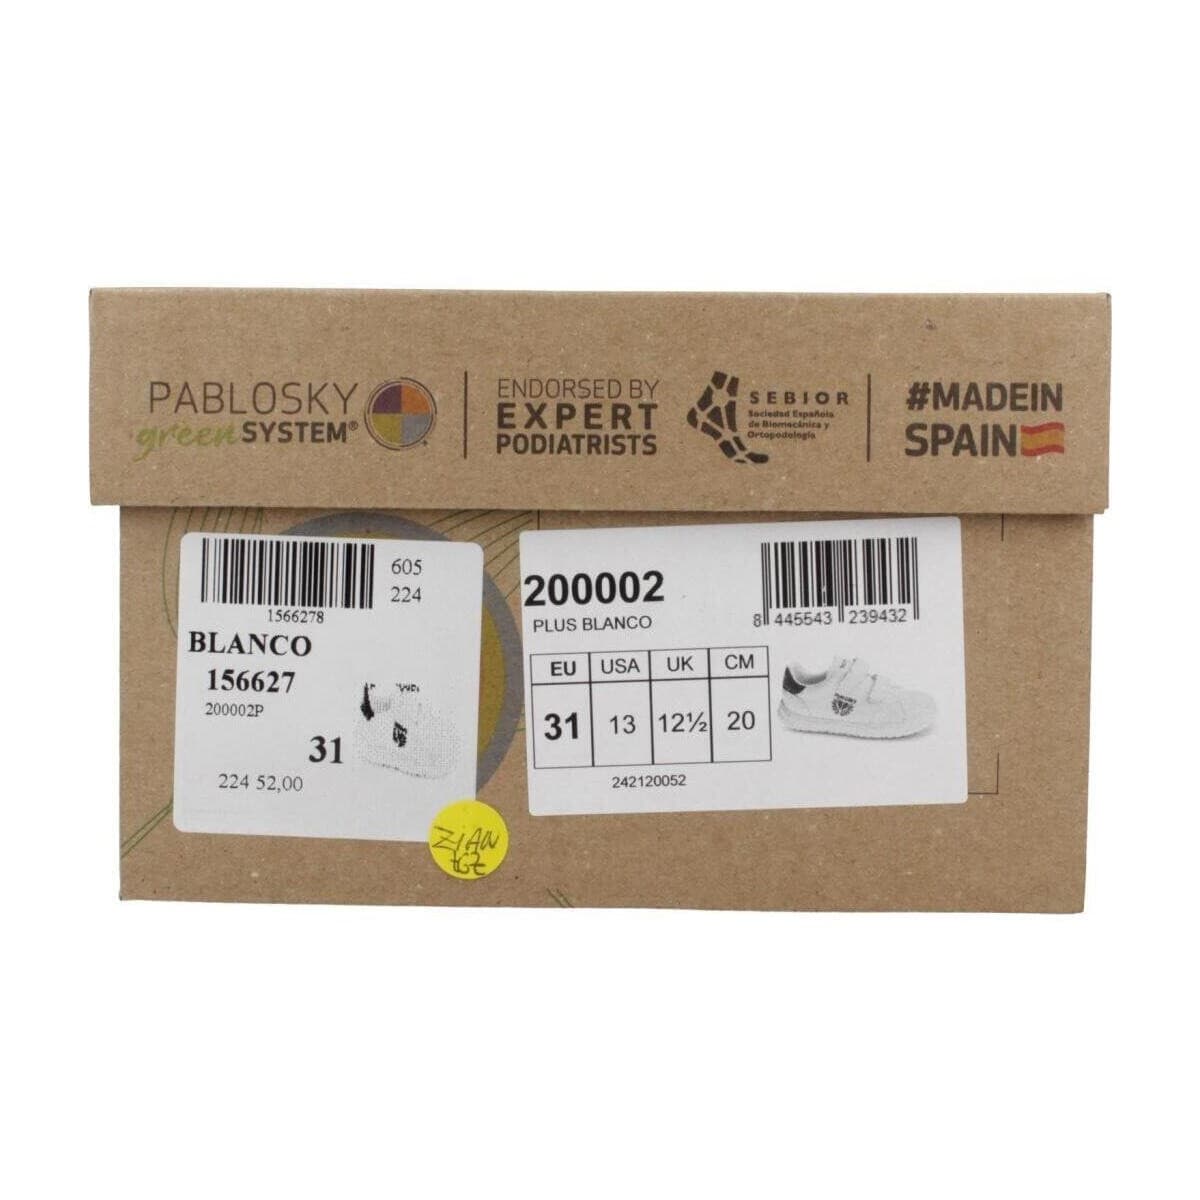 PABLOSKY
green SYSTEM®
ENDORSED BY
EXPERT
PODIATRISTS
SEBIOR
Sociedad Española
de Biomecánica y
Ortopodología
#MADEIN
SPAIN
605
224
1566278
BLANCO
156627
200002P
31
224 52,00
200002
PLUS BLANCO
8 445543 239432
EU USA UK CM
31 13 12½ 20
242120052
ZiAN